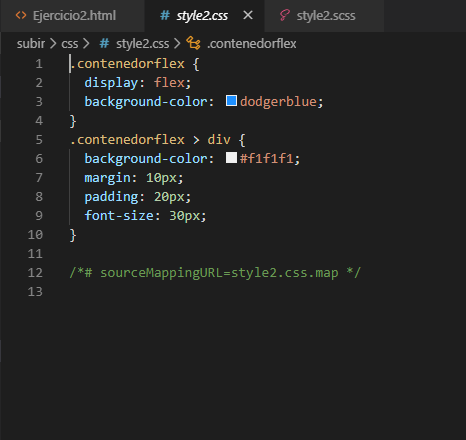 Ejercicio2.html
style2.css
style2.scss
subir > css > style2.css > .contenedorflex
1 .contenedorflex {
2 display: flex;
3 background-color: dodgerblue;
4 }
5 .contenedorflex > div {
6 background-color: #f1f1f1;
7 margin: 10px;
8 padding: 20px;
9 font-size: 30px;
10 }
11
12 /*# sourceMappingURL=style2.css.map */
13